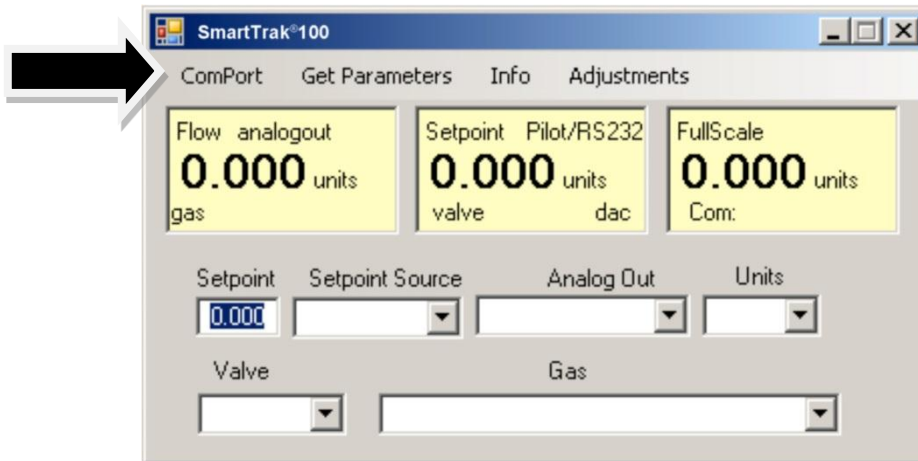 SmartTrak®100
ComPort Get Parameters Info Adjustments
Flow analogout
0.000 units
gas
Setpoint Pilot/RS232
0.000 units
valve dac
FullScale
0.000 units
Com:
Setpoint Setpoint Source Analog Out Units
0.000
Valve Gas